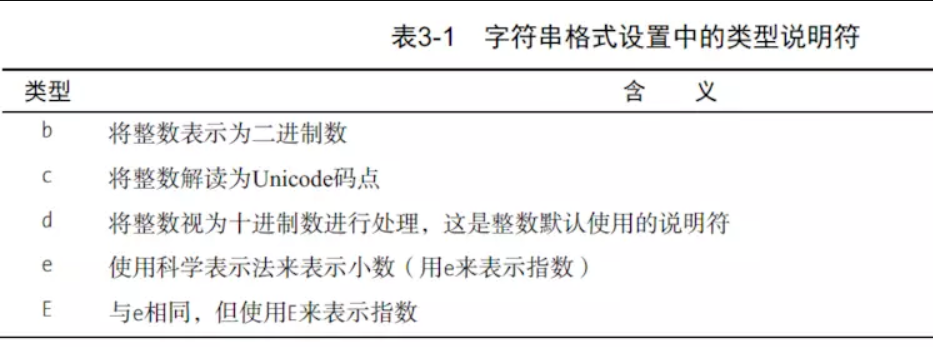 表3-1 字符串格式设置中的类型说明符
类型 含 义
b 将整数表示为二进制数
c 将整数解读为Unicode码点
d 将整数视为十进制数进行处理，这是整数默认使用的说明符
e 使用科学表示法来表示小数（用e来表示指数）
E 与e相同，但使用E来表示指数